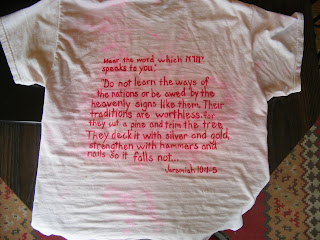 Hear the word which יהוה
speaks to you,
"Do not learn the ways of
the nations or be awed by the
heavenly signs like them. Their
traditions are worthless, for
they cut a pine and trim the tree.
They deck it with silver and gold,
strengthen with hammers and
nails so it falls not...
Jeremiah 10:1-5